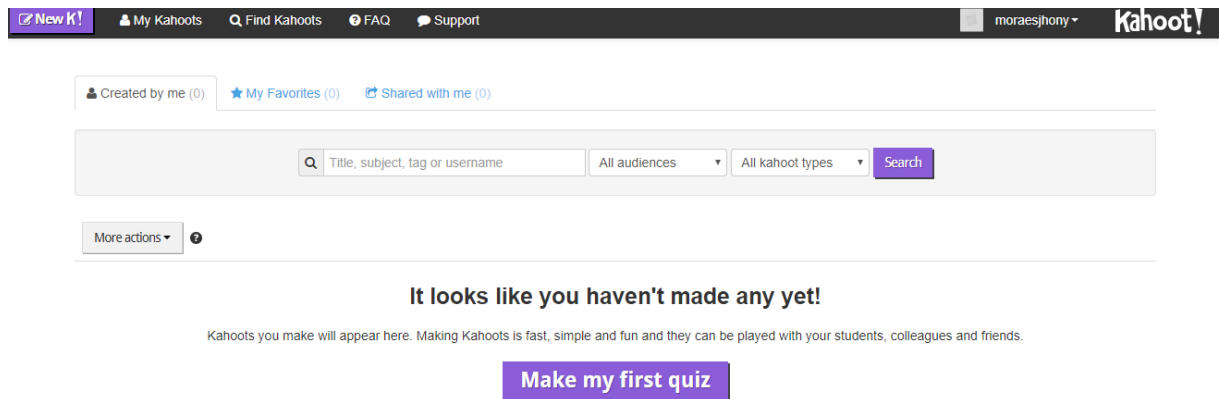 New K! My Kahoots Find Kahoots FAQ Support moraesjhony Kahoot!
Created by me (0) My Favorites (0) Shared with me (0)
Title, subject, tag or username All audiences All kahoot types Search
More actions
It looks like you haven't made any yet!
Kahoots you make will appear here. Making Kahoots is fast, simple and fun and they can be played with your students, colleagues and friends.
Make my first quiz